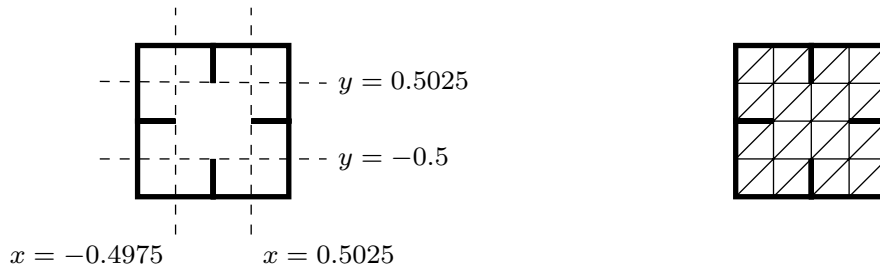 y = 0.5025
y = −0.5
x = −0.4975
x = 0.5025